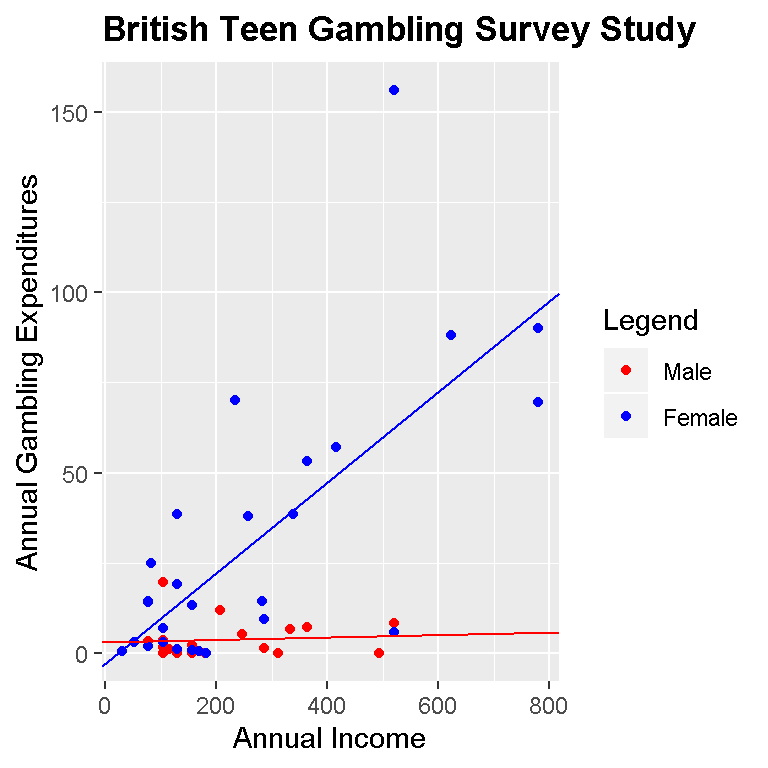 British Teen Gambling Survey Study
Annual Gambling Expenditures
150
100
50
0
0 200 400 600 800
Annual Income
Legend
Male
Female